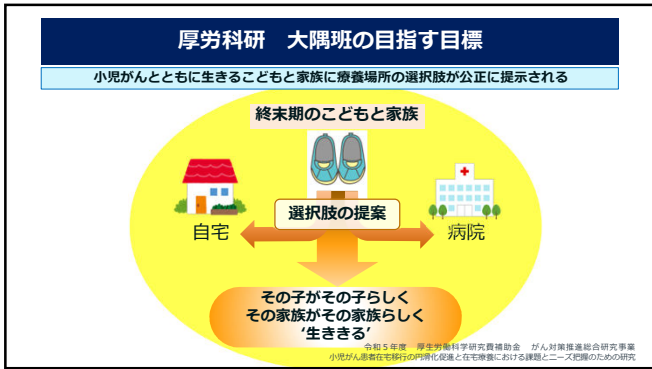 厚労科研　大隅班の目指す目標
小児がんとともに生きるこどもと家族に療養場所の選択肢が公正に提示される
終末期のこどもと家族
選択肢の提案
自宅
病院
その子がその子らしく
その家族がその家族らしく
‘生ききる’
令和５年度　厚生労働科学研究費補助金　がん対策推進総合研究事業
小児がん患者在宅移行の円滑化促進と在宅療養における課題とニーズ把握のための研究